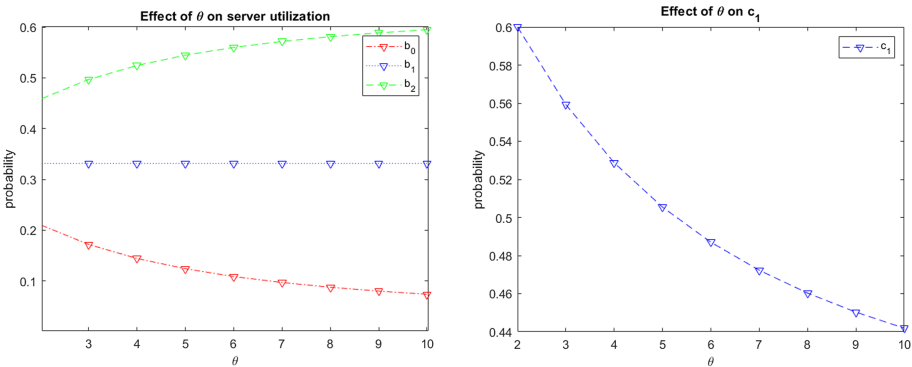 Effect of θ on server utilization
probability
0.6
0.5
0.4
0.3
0.2
0.1
3 4 5 6 7 8 9 10
θ
b0
b1
b2
Effect of θ on c1
probability
0.6
0.58
0.56
0.54
0.52
0.5
0.48
0.46
0.44
2 3 4 5 6 7 8 9 10
θ
c1